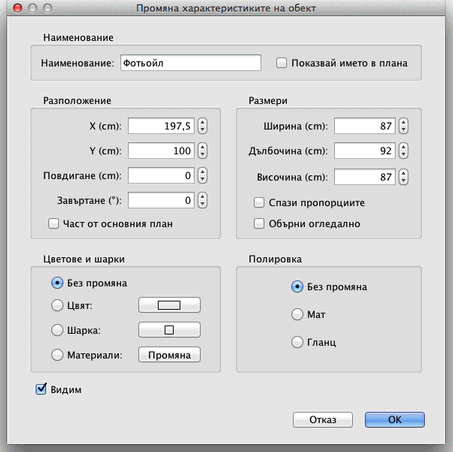 Промяна характеристиките на обект
Наименование
Наименование: Фотьойл Показвай името в плана
Разположение
X (cm): 197,5
Y (cm): 100
Повдигане (cm): 0
Завъртане (°): 0
Част от основния план
Размери
Ширина (cm): 87
Дълбочина (cm): 92
Височина (cm): 87
Спази пропорциите
Обърни огледално
Цветове и шарки
Без промяна
Цвят:
Шарка:
Материали: Промяна
Полировка
Без промяна
Мат
Гланц
Видим
Отказ OK